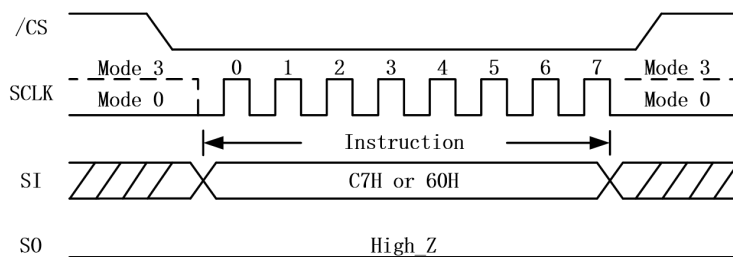 /CS
Mode 3 0 1 2 3 4 5 6 7 Mode 3
SCLK
Mode 0 Mode 0
Instruction
SI C7H or 60H
SO High_Z